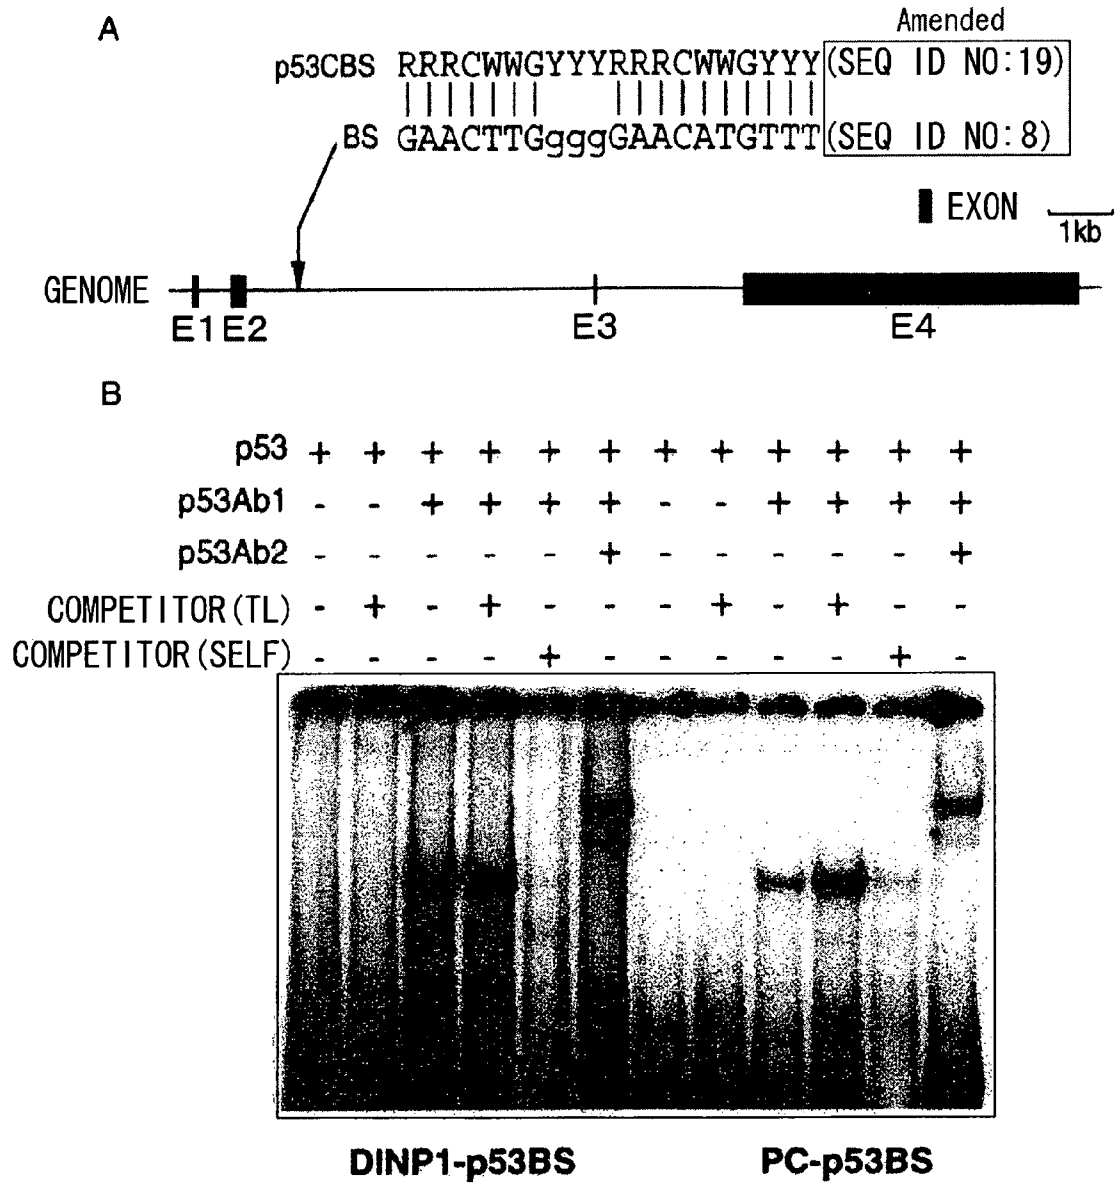 A
Amended
p53CBS RRRCWWGYYYRRRCWWGYYY (SEQ ID NO:19)
BS GAACTTGgggGAACATGTTT (SEQ ID NO:8)
EXON
1kb
GENOME
E1 E2 E3 E4
B
p53 + + + + + + + + + + + +
p53Ab1 - - + + + + - - + + + +
p53Ab2 - - - - - + - - - - - +
COMPETITOR(TL) - + - + - - - + - + - -
COMPETITOR(SELF) - - - - + - - - - - + -
DINP1-p53BS PC-p53BS